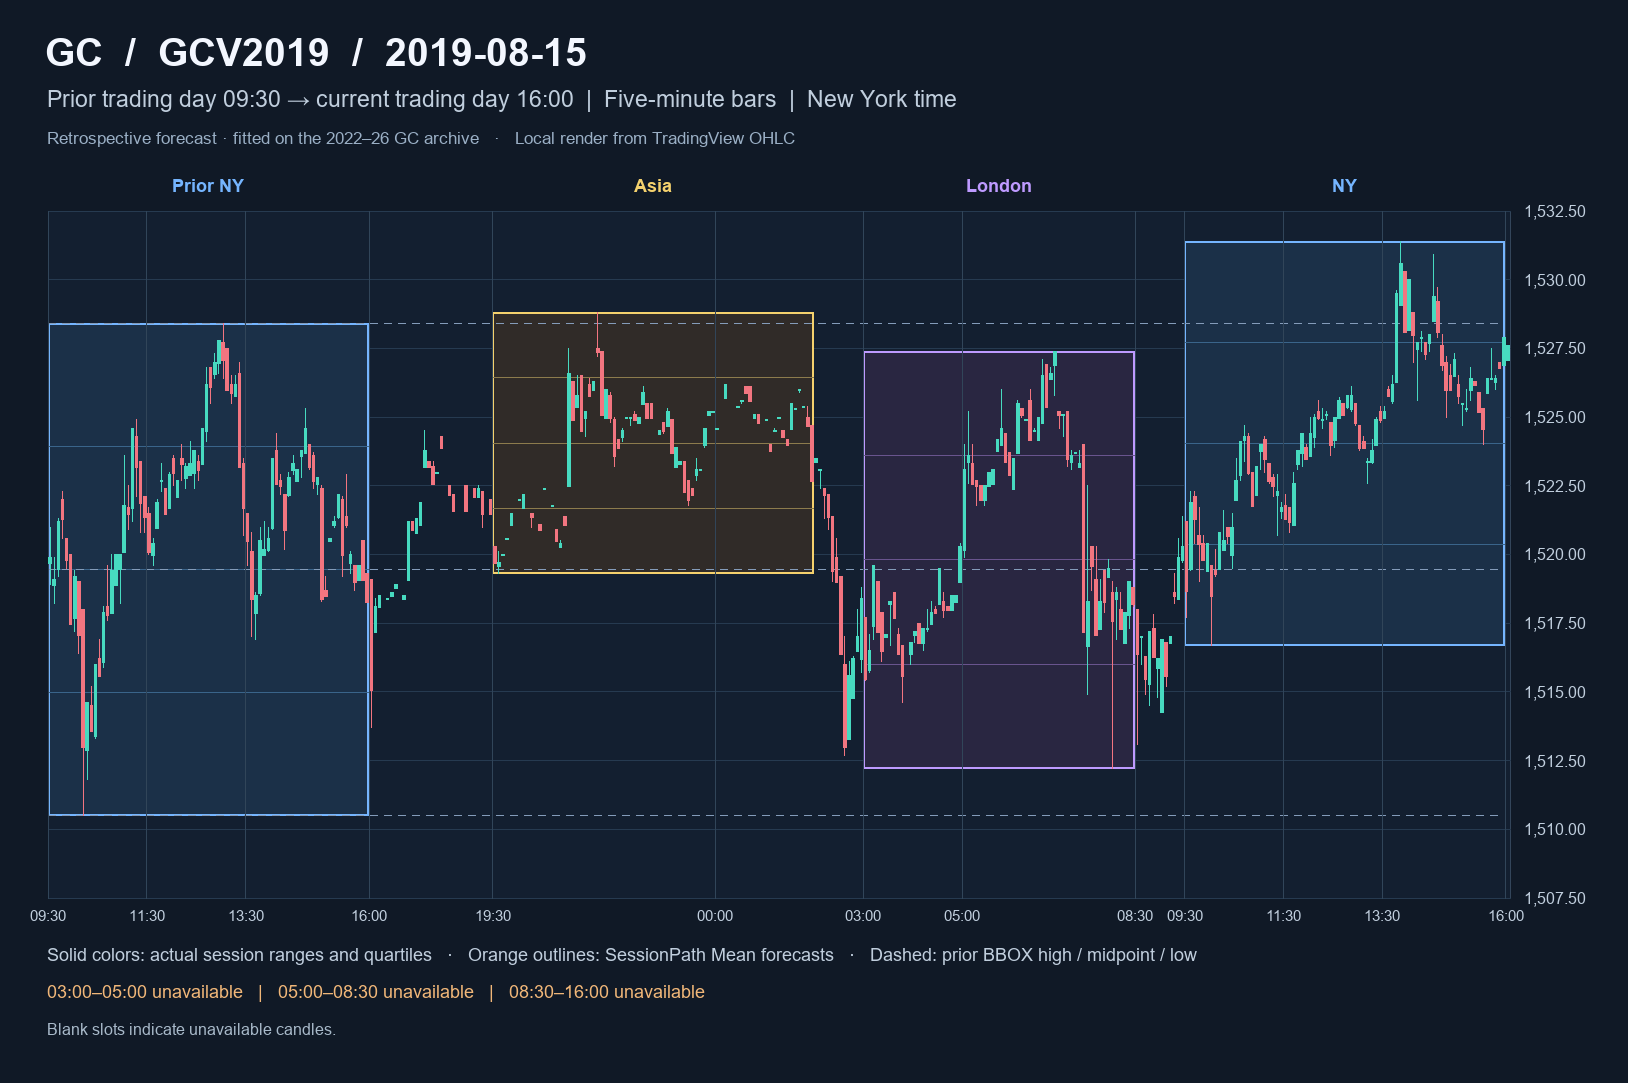 GC / GCV2019 / 2019-08-15
Prior trading day 09:30 → current trading day 16:00 | Five-minute bars | New York time
Retrospective forecast · fitted on the 2022–26 GC archive · Local render from TradingView OHLC
Prior NY
Asia
London
NY
1,532.50
1,530.00
1,527.50
1,525.00
1,522.50
1,520.00
1,517.50
1,515.00
1,512.50
1,510.00
1,507.50
09:30 11:30 13:30 16:00 19:30 00:00 03:00 05:00 08:30 09:30 11:30 13:30 16:00
Solid colors: actual session ranges and quartiles · Orange outlines: SessionPath Mean forecasts · Dashed: prior BBOX high / midpoint / low
03:00–05:00 unavailable | 05:00–08:30 unavailable | 08:30–16:00 unavailable
Blank slots indicate unavailable candles.